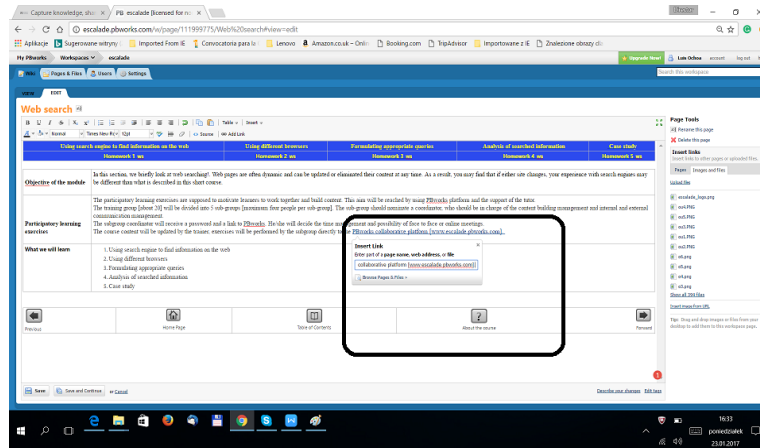 Capture knowledge, sha
PB escalade [licensed for ne
escalade.pbworks.com/w/page/111999775/Web%20search#view=edit
Aplikacje
Sugerowane witryny
Imported From IE
Convocatoria para la
Lenovo
Amazon.co.uk – Onlin
Booking.com
TripAdvisor
Importowane z IE
Znalezione obrazy dla
My PBworks
Workspaces
escalade
Upgrade Now!
Luis Ochoa
account
log out
Wiki
Pages & Files
Users
Settings
Search this workspace
VIEW
EDIT
Web search
B I U
Table
Insert
Normal
Times New Ro
12pt
Source
Add Link
Using search engine to find information on the web
Using different browsers
Formulating appropriate queries
Analysis of searched information
Case study
Homework 1 ws
Homework 2 ws
Homework 3 ws
Homework 4 ws
Homework 5 ws
Objective of the module
In this section, we will briefly look at web searching!. Web pages are often dynamic and can be updated or eliminated their content at any time. As a result, you may find that if either site changes, your experience with search engines may
be different than what is described in this short course.
Participatory learning
exercises
The participatory learning exercises are supposed to motivate learners to work together and build content. This aim will be reached by using PBworks platform and the support of the tutor.
The training group [about 20] will be divided into 5 sub-groups [maximum four people per sub-group]. The sub-group should nominate a coordinator, who should be in charge of the content building management and internal and external
communication management.
The subgroup coordinator will receive a password and a link to PBworks. He/she will decide the time management and possibility of face to face or online meetings.
The course content will be updated by the trainer, exercises will be performed by the subgroup directly in the PBworks collaborative platform [www.escalade.pbworks.com].
What we will learn
1. Using search engine to find information on the web
2. Using different browsers
3. Formulating appropriate queries
4. Analysis of searched information
5. Case study
Insert Link
Enter part of a page name, web address, or file
collaborative platform [www.escalade.pbworks.com]
Browse Pages & Files
Previous
Home Page
Table of Contents
About the course
Forward
Save
Save and Continue
or Cancel
Describe your changes
Edit tags
Page Tools
Rename this page
Delete this page
Insert links
Insert links to other pages or uploaded files.
Pages
Images and files
Upload files
escalade_logo.png
Show all 390 files
Insert image from URL
Tip: Drag and drop images or files from your
desktop to add them to this workspace page.
16:33
poniedziałek
23.01.2017